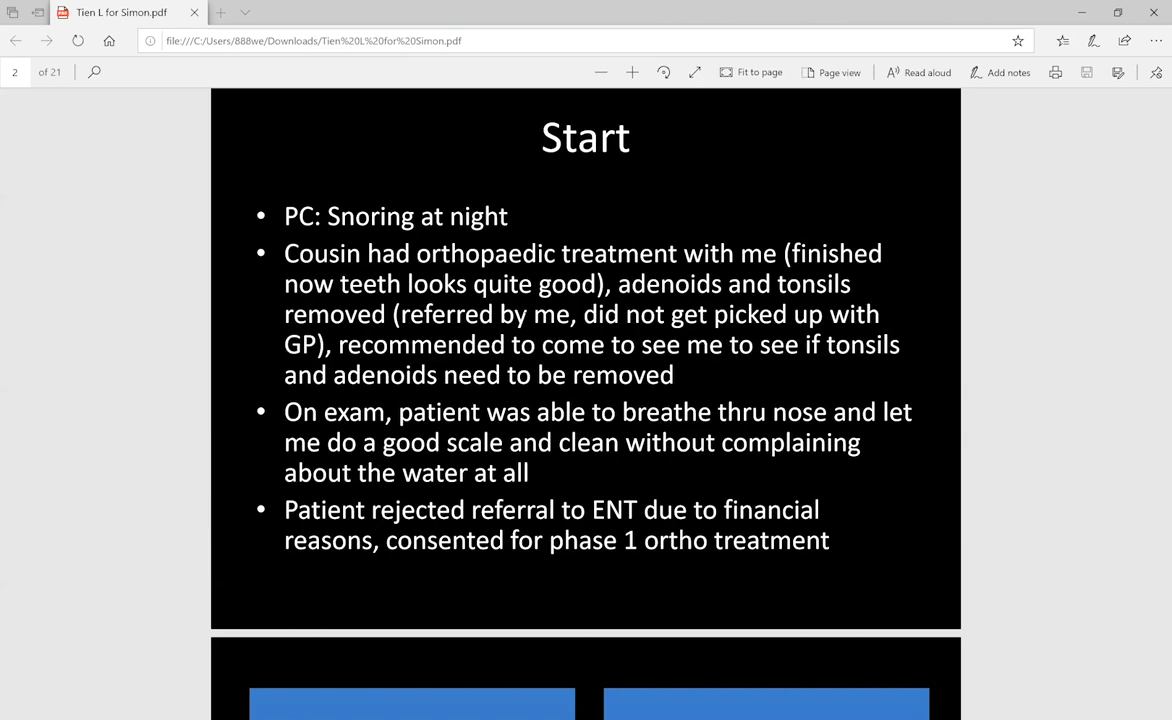 Tien L for Simon.pdf
file:///C:/Users/888we/Downloads/Tien%20L%20for%20Simon.pdf
2 of 21 Fit to page Page view Read aloud Add notes
Start
• PC: Snoring at night
• Cousin had orthopaedic treatment with me (finished
now teeth looks quite good), adenoids and tonsils
removed (referred by me, did not get picked up with
GP), recommended to come to see me to see if tonsils
and adenoids need to be removed
• On exam, patient was able to breathe thru nose and let
me do a good scale and clean without complaining
about the water at all
• Patient rejected referral to ENT due to financial
reasons, consented for phase 1 ortho treatment